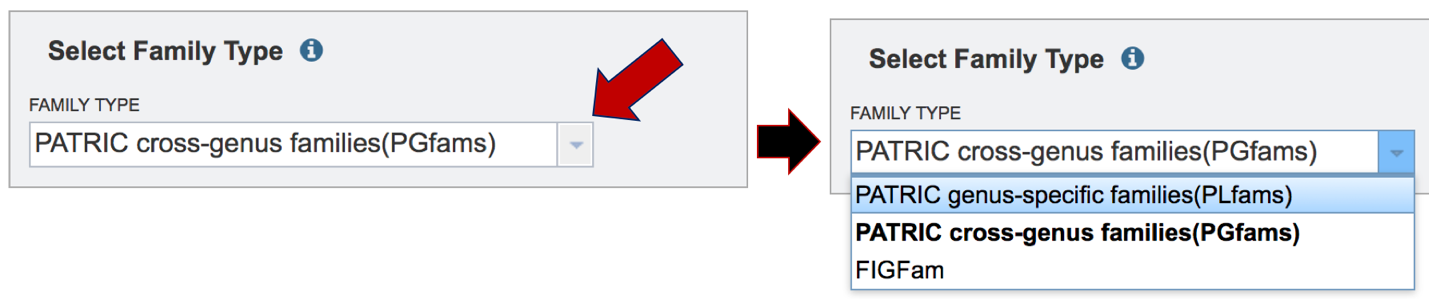 Select Family Type
FAMILY TYPE
PATRIC cross-genus families(PGfams)
Select Family Type
FAMILY TYPE
PATRIC cross-genus families(PGfams)
PATRIC genus-specific families(PLfams)
PATRIC cross-genus families(PGfams)
FIGFam